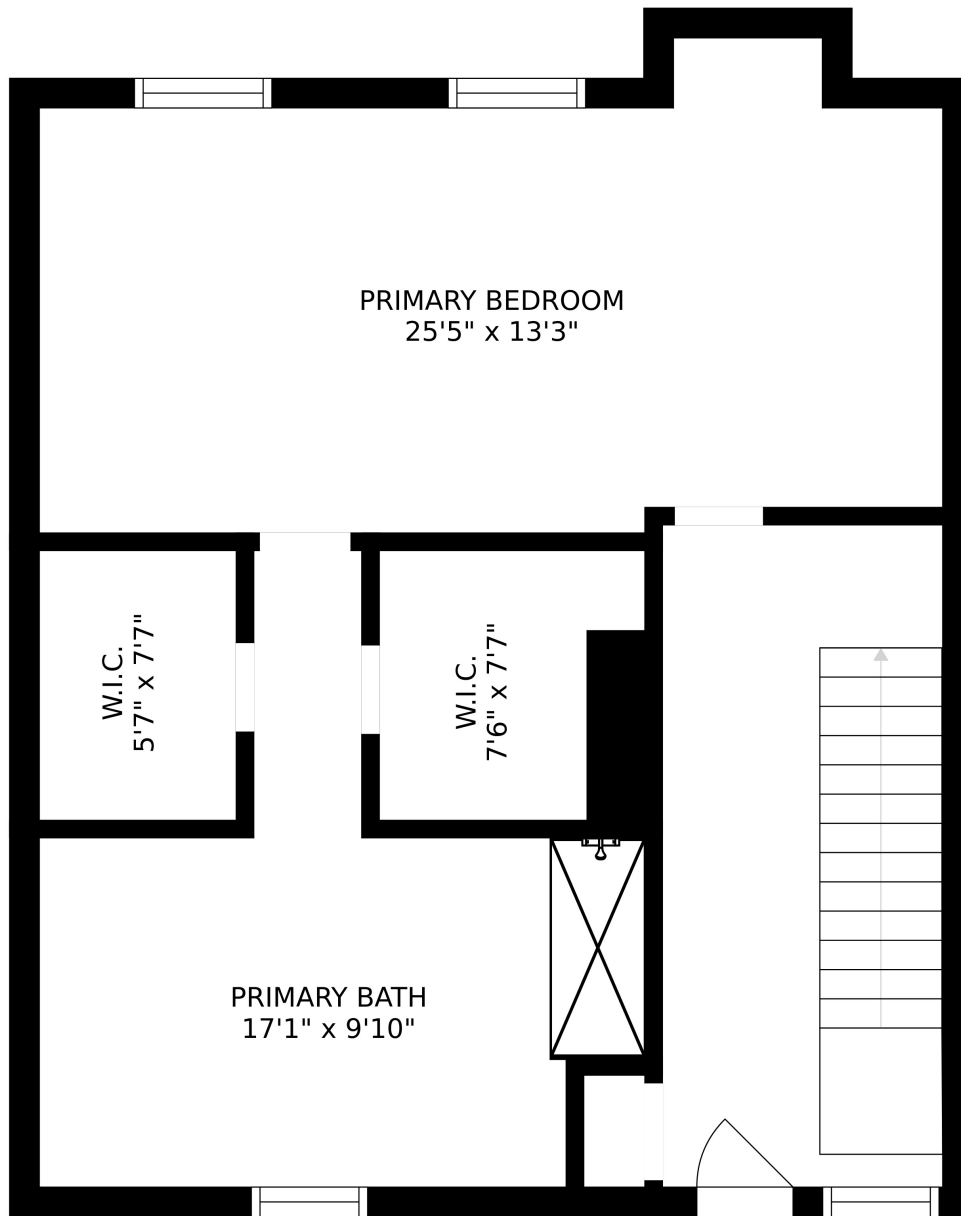 PRIMARY BEDROOM
25'5" x 13'3"
W.I.C.
5'7" x 7'7"
W.I.C.
7'6" x 7'7"
PRIMARY BATH
17'1" x 9'10"